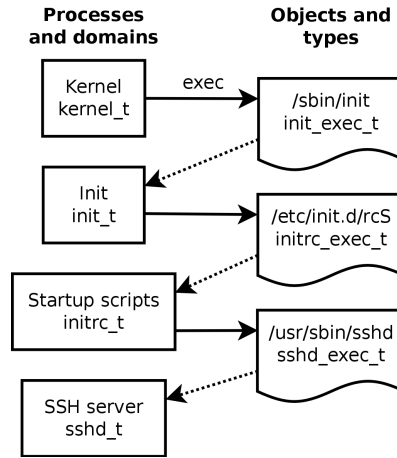 Processes
and domains
Objects and
types
Kernel
kernel_t
exec
/sbin/init
init_exec_t
Init
init_t
/etc/init.d/rcS
initrc_exec_t
Startup scripts
initrc_t
/usr/sbin/sshd
sshd_exec_t
SSH server
sshd_t